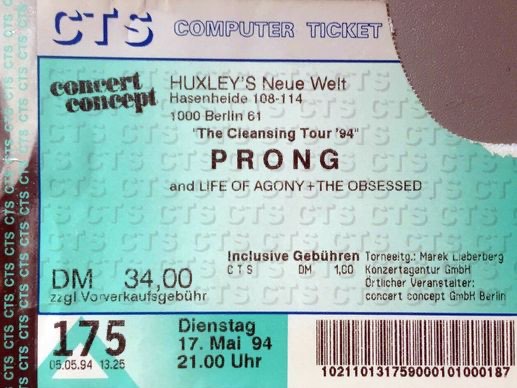 CTS COMPUTER TICKET
concert concept
HUXLEY'S Neue Welt
Hasenheide 108-114
1000 Berlin 61
"The Cleansing Tour '94"
PRONG
and LIFE OF AGONY + THE OBSESSED
Inclusive Gebühren
CTS DM 1,00
Torneeltg.: Marek Lieberberg
Konzertagentur GmbH
Örtlicher Veranstalter:
concert concept GmbH Berlin
DM 34,00
zzgl Vorverkaufsgebühr
175
05.05.94 13.25
Dienstag
17. Mai 94
21.00 Uhr
1021101317590001010001 87